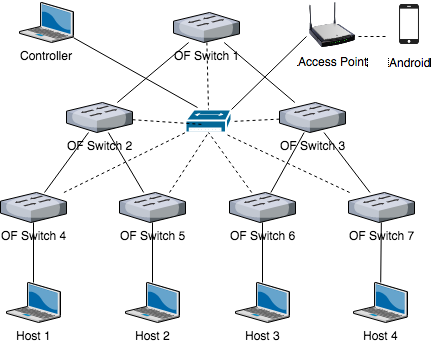 Controller
OF Switch 1
Access Point
Android
OF Switch 2
OF Switch 3
OF Switch 4
OF Switch 5
OF Switch 6
OF Switch 7
Host 1
Host 2
Host 3
Host 4